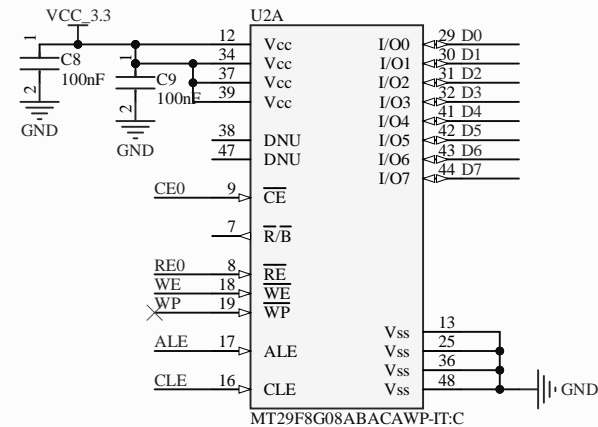 VCC_3.3
U2A
1
C8
100nF
2
GND
1
C9
100nF
2
GND
12 Vcc
34 Vcc
37 Vcc
39 Vcc
38 DNU
47 DNU
CE0 9 CE
7 R/B
RE0 8 RE
WE 18 WE
WP 19 WP
ALE 17 ALE
CLE 16 CLE
I/O0 29 D0
I/O1 30 D1
I/O2 31 D2
I/O3 32 D3
I/O4 41 D4
I/O5 42 D5
I/O6 43 D6
I/O7 44 D7
Vss 13
Vss 25
Vss 36
Vss 48
GND
MT29F8G08ABACAWP-IT:C